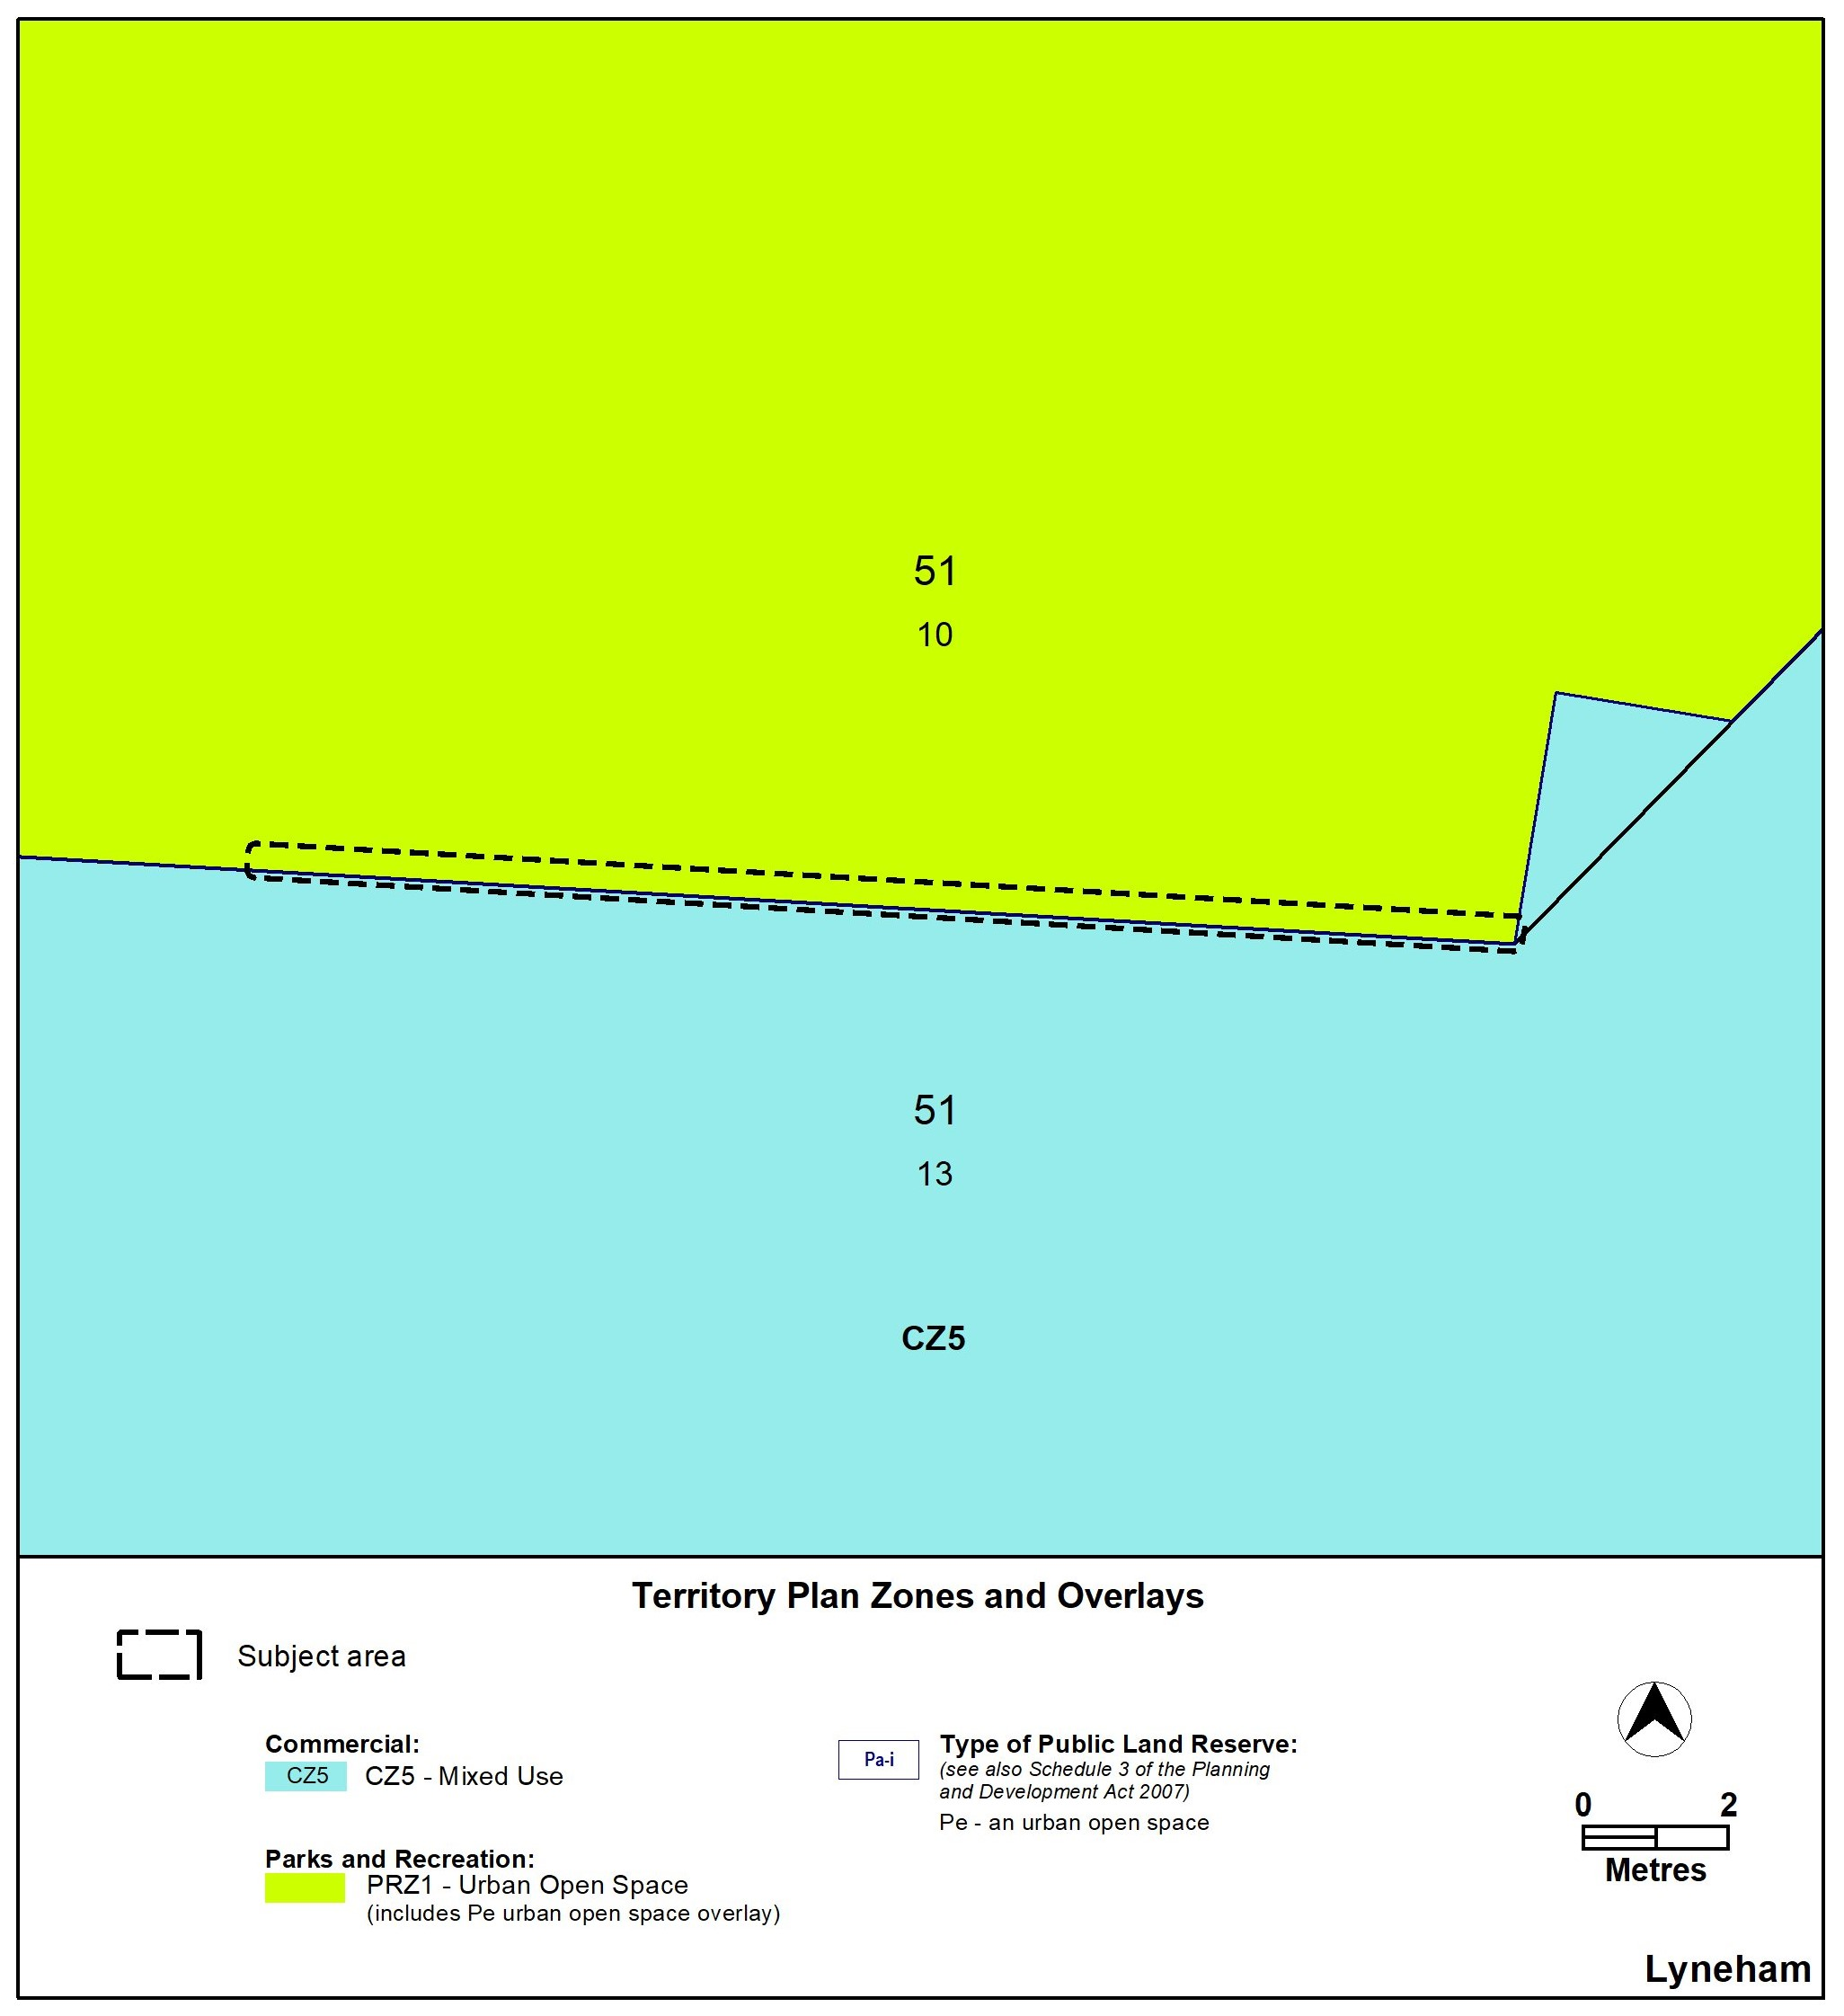 51
10
51
13
CZ5
Territory Plan Zones and Overlays
Subject area
Commercial:
CZ5 CZ5 - Mixed Use
Parks and Recreation:
PRZ1 - Urban Open Space
(includes Pe urban open space overlay)
Pa-i
Type of Public Land Reserve:
(see also Schedule 3 of the Planning
and Development Act 2007)
Pe - an urban open space
0 2
Metres
Lyneham